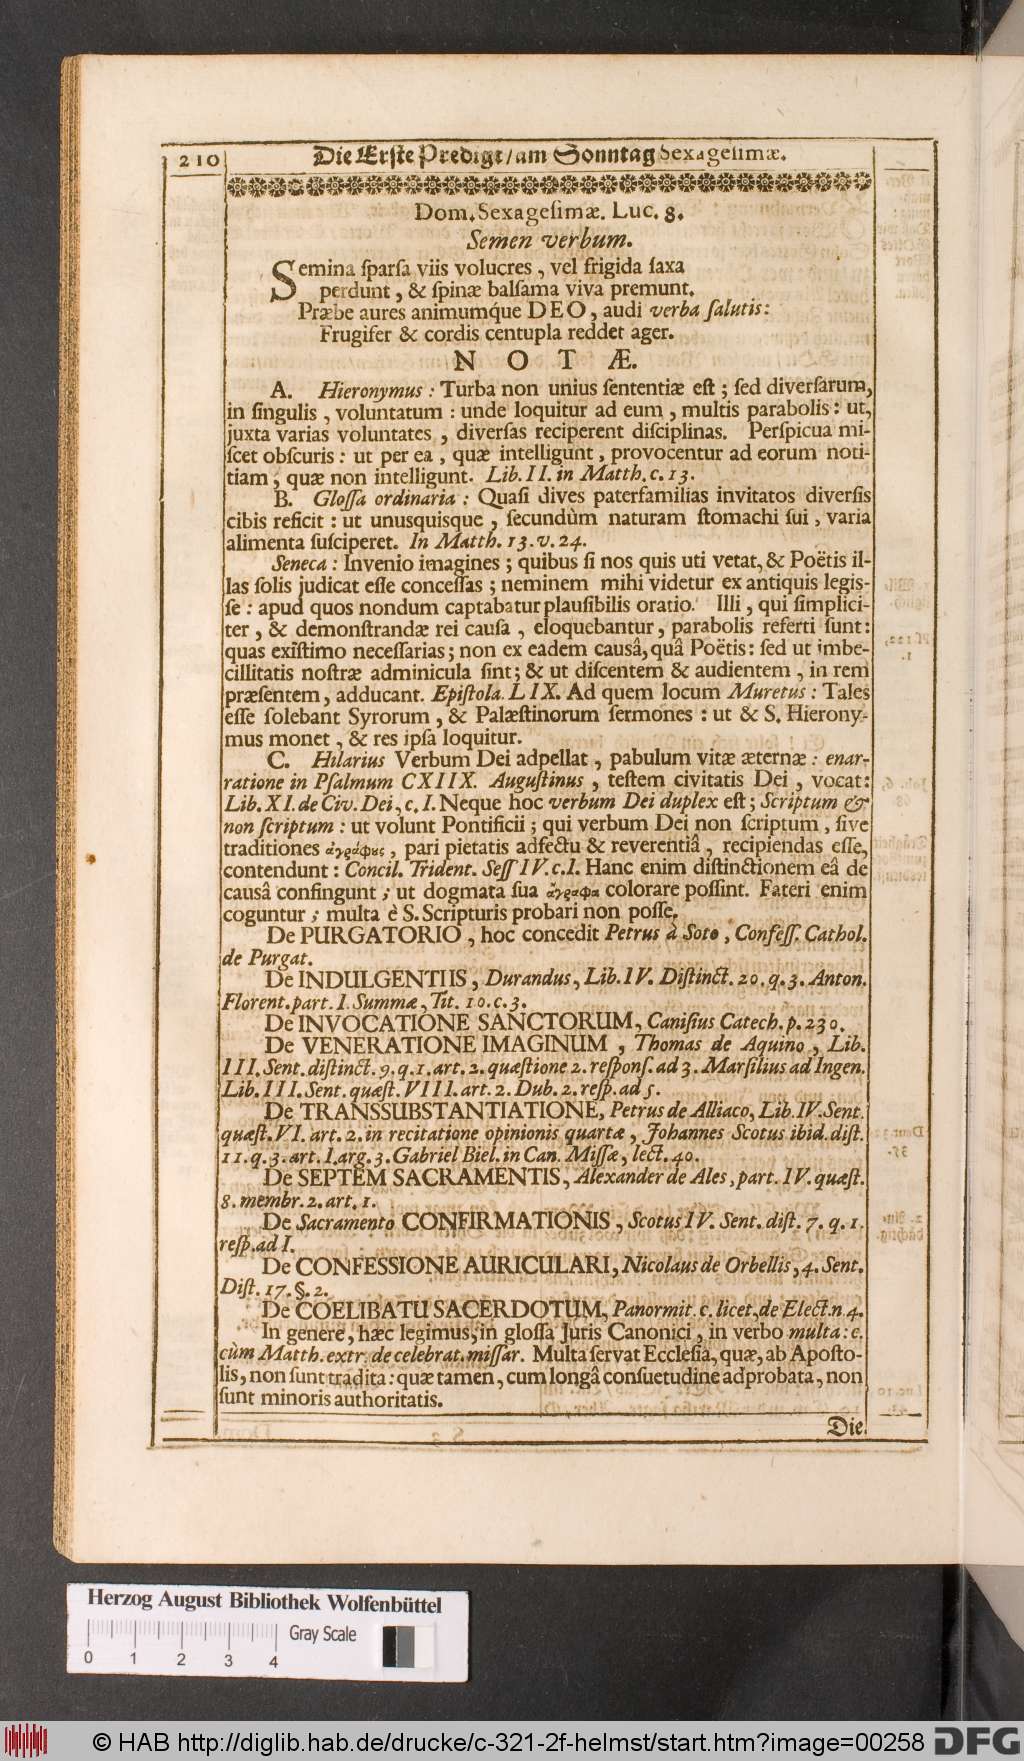 210
Die Erste Predigt/ am Sonntag Sexagesimæ.
Dom. Sexagesimæ. Luc. 8.
Semen verbum.
Semina sparsa viis volucres, vel frigida saxa
perdunt, & spinæ balsama viva premunt.
Præbe aures animumq́ue DEO, audi verba salutis:
Frugifer & cordis centupla reddet ager.
NOTÆ.
A. Hieronymus: Turba non unius sententiæ est; sed diversarum,
in singulis, voluntatum: unde loquitur ad eum, multis parabolis: ut,
juxta varias voluntates, diversas reciperent disciplinas. Perspicua mi-
scet obscuris: ut per ea, quæ intelligunt, provocentur ad eorum noti-
tiam; quæ non intelligunt. Lib. II. in Matth. c. 13.
B. Glossa ordinaria: Quasi dives paterfamilias invitatos diversis
cibis reficit: ut unusquisque, secundùm naturam stomachi sui, varia
alimenta susciperet. In Matth. 13. v. 24.
Seneca: Invenio imagines; quibus si nos quis uti vetat, & Poëtis il-
las solis judicat esse concessas; neminem mihi videtur ex antiquis legis-
se: apud quos nondum captabatur plausibilis oratio. Illi, qui simplici-
ter, & demonstrandæ rei causa, eloquebantur, parabolis referti sunt:
quas existimo necessarias; non ex eadem causâ, quâ Poëtis: sed ut imbe-
cillitatis nostræ adminicula sint; & ut discentem & audientem, in rem
præsentem, adducant. Epistola. LIX. Ad quem locum Muretus: Tales
esse solebant Syrorum, & Palæstinorum sermones: ut & S. Hierony-
mus monet, & res ipsa loquitur.
C. Hilarius Verbum Dei adpellat, pabulum vitæ æternæ: enar-
ratione in Psalmum CXIIX. Augustinus, testem civitatis Dei, vocat:
Lib. XI. de Civ. Dei, c. I. Neque hoc verbum Dei duplex est; Scriptum &
non scriptum: ut volunt Pontificii; qui verbum Dei non scriptum, sive
traditiones ἀγράφȣς, pari pietatis adfectu & reverentiâ, recipiendas esse,
contendunt: Concil. Trident. Sess IV. c. I. Hanc enim distinctionem eâ de
causâ confingunt; ut dogmata sua ἄγραφα colorare possint. Fateri enim
coguntur; multa è S. Scripturis probari non posse.
De PURGATORIO, hoc concedit Petrus à Soto, Confess. Cathol.
de Purgat.
De INDULGENTIIS, Durandus, Lib. IV. Distinct. 20. q. 3. Anton.
Florent. part. I. Summæ, Tit. 10. c. 3.
De INVOCATIONE SANCTORUM, Canisius Catech. p. 230.
De VENERATIONE IMAGINUM, Thomas de Aquino, Lib.
III. Sent. distinct. 9. q. 1. art. 2. quæstione 2. respons. ad 3. Marsilius ad Ingen.
Lib. III. Sent. quæst. VIII. art. 2. Dub. 2. resp. ad 5.
De TRANSSUBSTANTIATIONE, Petrus de Alliaco, Lib. IV. Sent.
quæst. VI. art. 2. in recitatione opinionis quartæ, Johannes Scotus ibid. dist.
11. q. 3. art. 1. arg. 3. Gabriel Biel. in Can. Missæ, lect. 40.
De SEPTEM SACRAMENTIS, Alexander de Ales, part. IV. quæst.
8. membr. 2. art. 1.
De Sacramento CONFIRMATIONIS, Scotus IV. Sent. dist. 7. q. 1.
resp. ad I.
De CONFESSIONE AURICULARI, Nicolaus de Orbellis, 4. Sent.
Dist. 17. §. 2.
De COELIBATU SACERDOTUM, Panormit. c. licet, de Elect. n 4.
In genere, hæc legimus, in glossa Juris Canonici, in verbo multa: c.
cùm Matth. extr. de celebrat. missar. Multa servat Ecclesia, quæ, ab Aposto-
lis, non sunt tradita: quæ tamen, cum longâ consuetudine adprobata, non
sunt minoris authoritatis.
Die
Herzog August Bibliothek Wolfenbüttel
Gray Scale
0 1 2 3 4
© HAB http://diglib.hab.de/drucke/c-321-2f-helmst/start.htm?image=00258
DFG